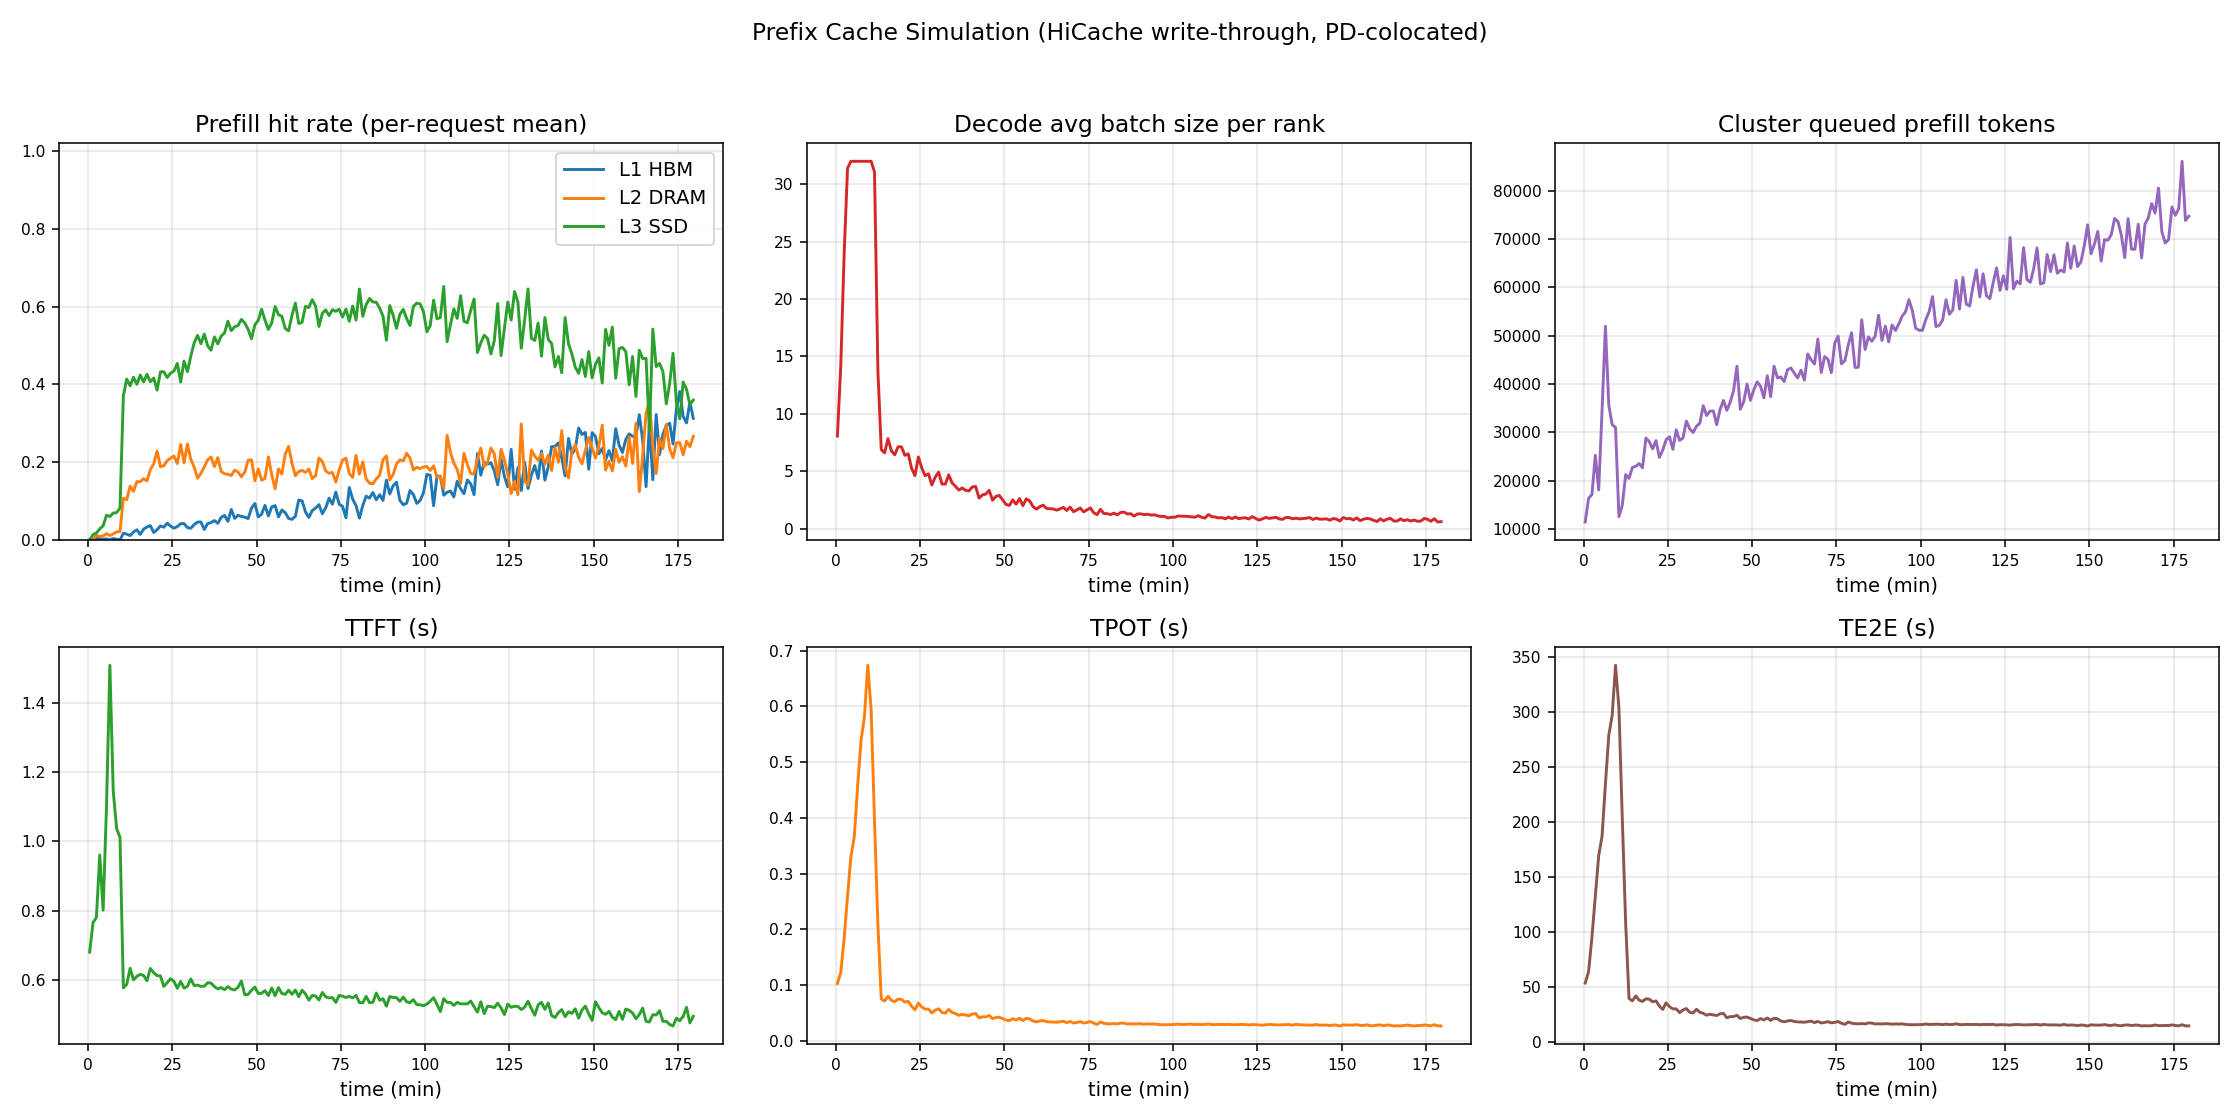 Prefix Cache Simulation (HiCache write-through, PD-colocated)
Prefill hit rate (per-request mean)
1.0
0.8
0.6
0.4
0.2
0.0
L1 HBM
L2 DRAM
L3 SSD
0 25 50 75 100 125 150 175
time (min)
Decode avg batch size per rank
30
25
20
15
10
5
0
0 25 50 75 100 125 150 175
time (min)
Cluster queued prefill tokens
80000
70000
60000
50000
40000
30000
20000
10000
0 25 50 75 100 125 150 175
time (min)
TTFT (s)
1.4
1.2
1.0
0.8
0.6
0 25 50 75 100 125 150 175
time (min)
TPOT (s)
0.7
0.6
0.5
0.4
0.3
0.2
0.1
0.0
0 25 50 75 100 125 150 175
time (min)
TE2E (s)
350
300
250
200
150
100
50
0
0 25 50 75 100 125 150 175
time (min)